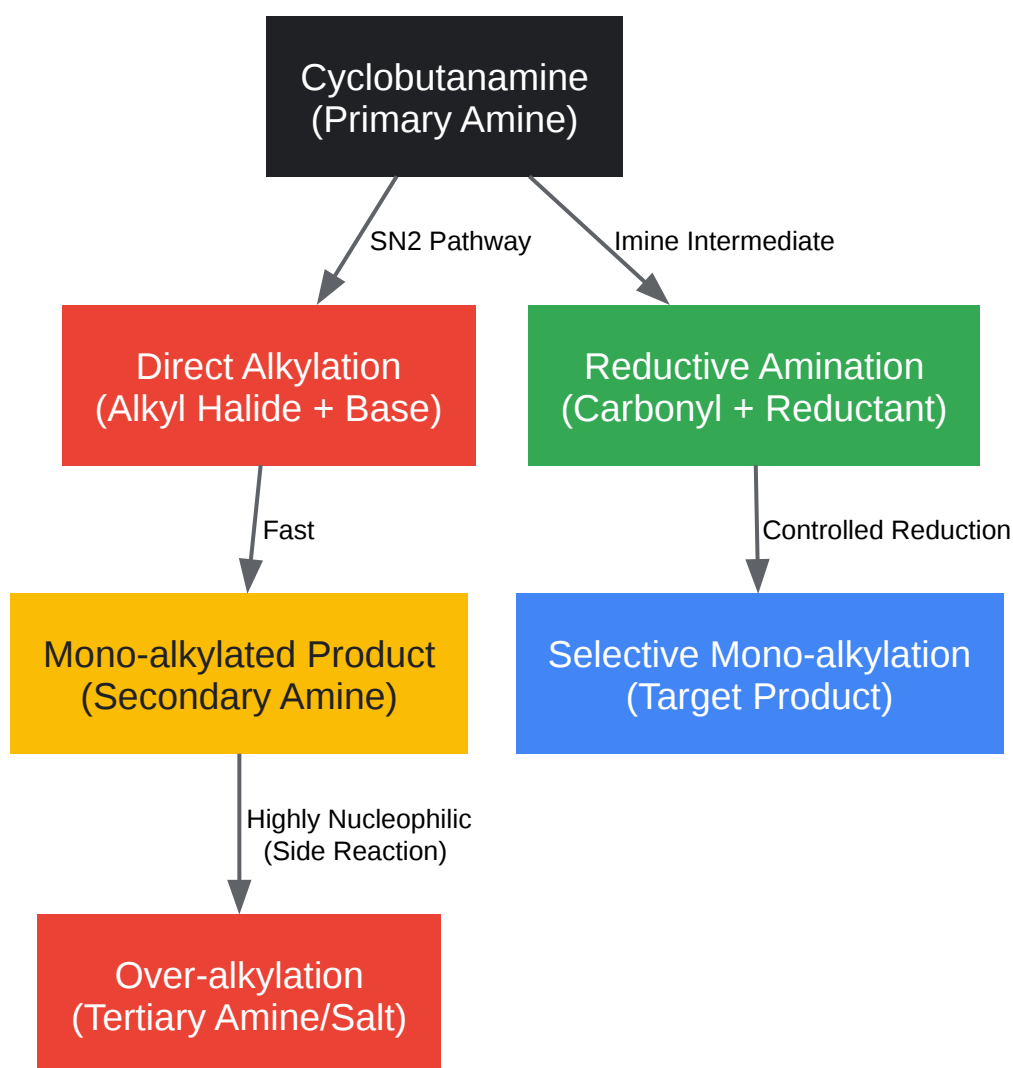 Cyclobutanamine
(Primary Amine)
SN2 Pathway
Imine Intermediate
Direct Alkylation
(Alkyl Halide + Base)
Reductive Amination
(Carbonyl + Reductant)
Fast
Controlled Reduction
Mono-alkylated Product
(Secondary Amine)
Selective Mono-alkylation
(Target Product)
Highly Nucleophilic
(Side Reaction)
Over-alkylation
(Tertiary Amine/Salt)